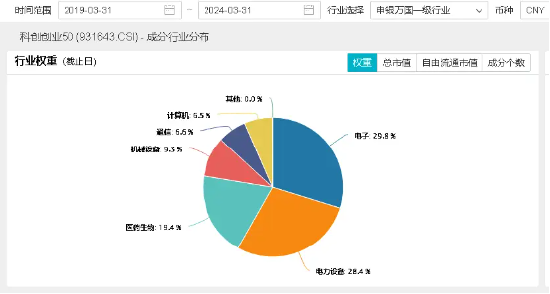 时间范围 2019-03-31 – 2024-03-31 行业选择 申银万国一级行业 币种 CNY
科创创业50 (931643.CSI) - 成分行业分布
行业权重 (截止日) 权重 总市值 自由流通市值 成分个数
其他: 0.0 %
计算机: 6.5 %
通信: 6.6 %
电子: 29.8 %
机械设备: 9.3 %
医药生物: 19.4 %
电力设备: 28.4 %